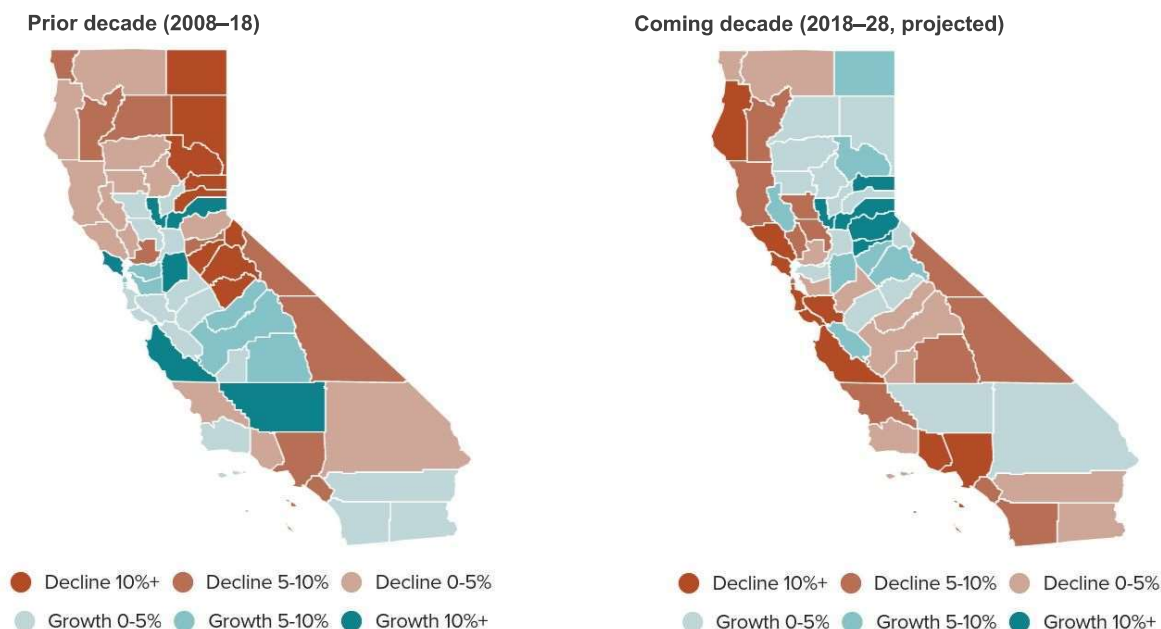 Prior decade (2008–18)
Coming decade (2018–28, projected)
Decline 10%+ Decline 5-10% Decline 0-5%
Growth 0-5% Growth 5-10% Growth 10%+
Decline 10%+ Decline 5-10% Decline 0-5%
Growth 0-5% Growth 5-10% Growth 10%+